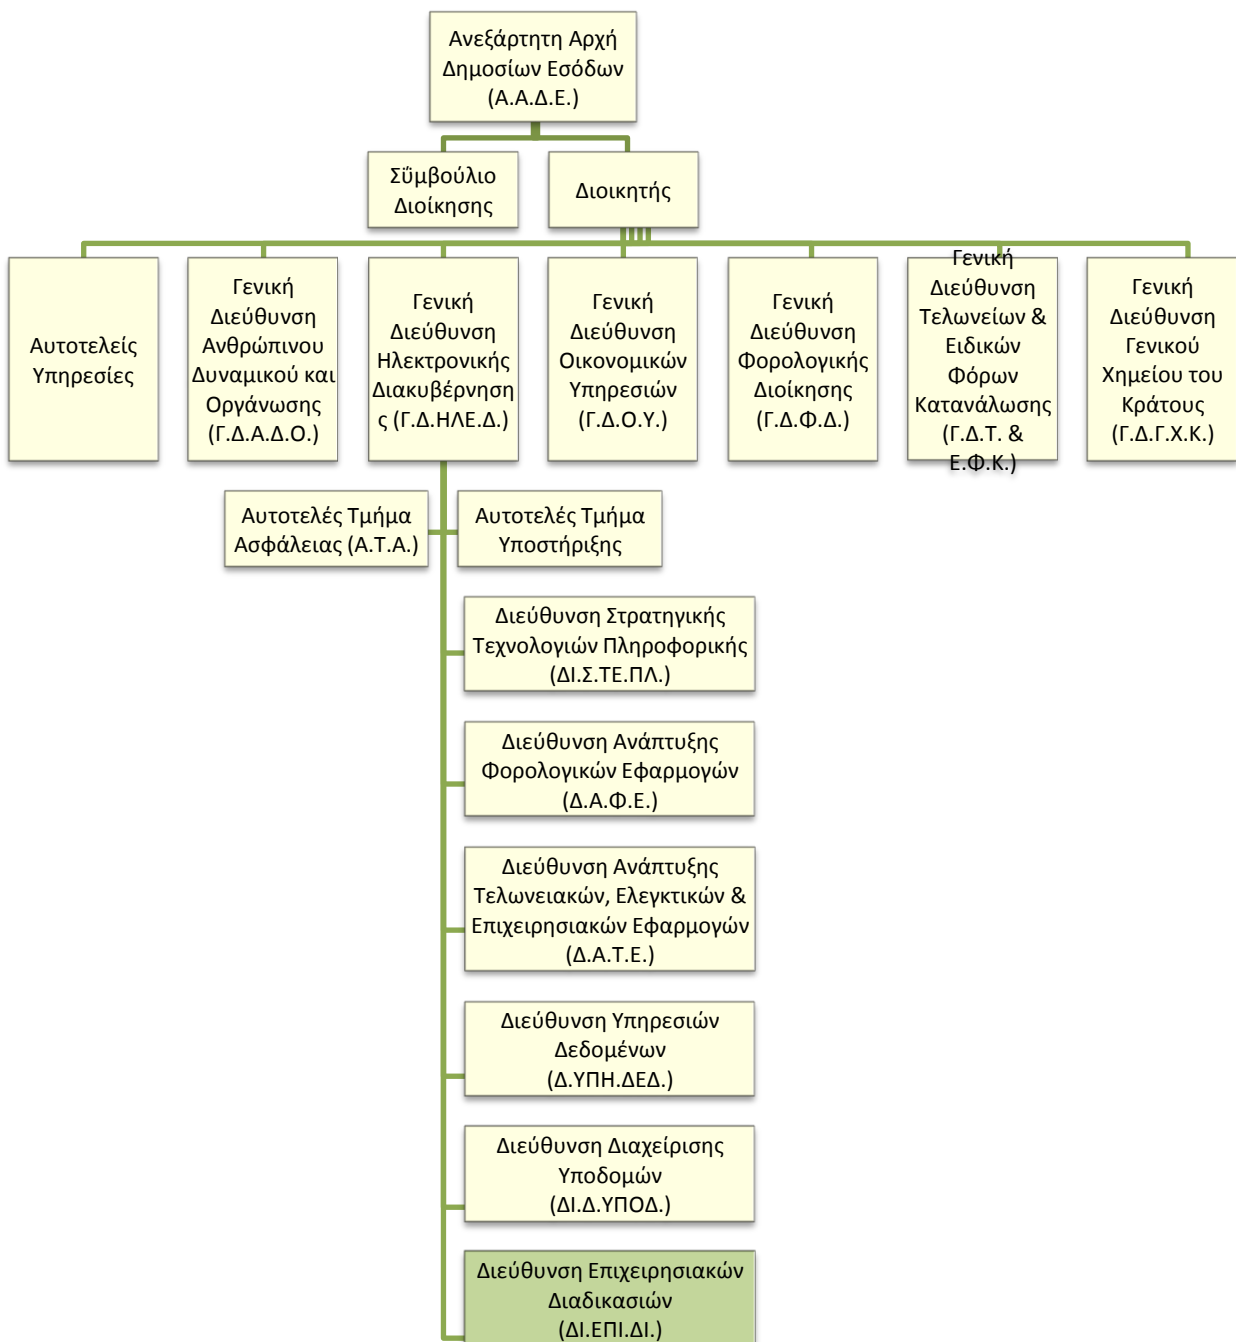 Ανεξάρτητη Αρχή
Δημοσίων Εσόδων
(Α.Α.Δ.Ε.)
Σΰμβούλιο
Διοίκησης
Διοικητής
Αυτοτελείς
Υπηρεσίες
Γενική
Διεύθυνση
Ανθρώπινου
Δυναμικού και
Οργάνωσης
(Γ.Δ.Α.Δ.Ο.)
Γενική
Διεύθυνση
Ηλεκτρονικής
Διακυβέρνηση
ς (Γ.Δ.ΗΛΕ.Δ.)
Γενική
Διεύθυνση
Οικονομικών
Υπηρεσιών
(Γ.Δ.Ο.Υ.)
Γενική
Διεύθυνση
Φορολογικής
Διοίκησης
(Γ.Δ.Φ.Δ.)
Γενική
Διεύθυνση
Τελωνείων &
Ειδικών
Φόρων
Κατανάλωσης
(Γ.Δ.Τ. &
Ε.Φ.Κ.)
Γενική
Διεύθυνση
Γενικού
Χημείου του
Κράτους
(Γ.Δ.Γ.Χ.Κ.)
Αυτοτελές Τμήμα
Ασφάλειας (Α.Τ.Α.)
Αυτοτελές Τμήμα
Υποστήριξης
Διεύθυνση Στρατηγικής
Τεχνολογιών Πληροφορικής
(ΔΙ.Σ.ΤΕ.ΠΛ.)
Διεύθυνση Ανάπτυξης
Φορολογικών Εφαρμογών
(Δ.Α.Φ.Ε.)
Διεύθυνση Ανάπτυξης
Τελωνειακών, Ελεγκτικών &
Επιχειρησιακών Εφαρμογών
(Δ.Α.Τ.Ε.)
Διεύθυνση Υπηρεσιών
Δεδομένων
(Δ.ΥΠΗ.ΔΕΔ.)
Διεύθυνση Διαχείρισης
Υποδομών
(ΔΙ.Δ.ΥΠΟΔ.)
Διεύθυνση Επιχειρησιακών
Διαδικασιών
(ΔΙ.ΕΠΙ.ΔΙ.)